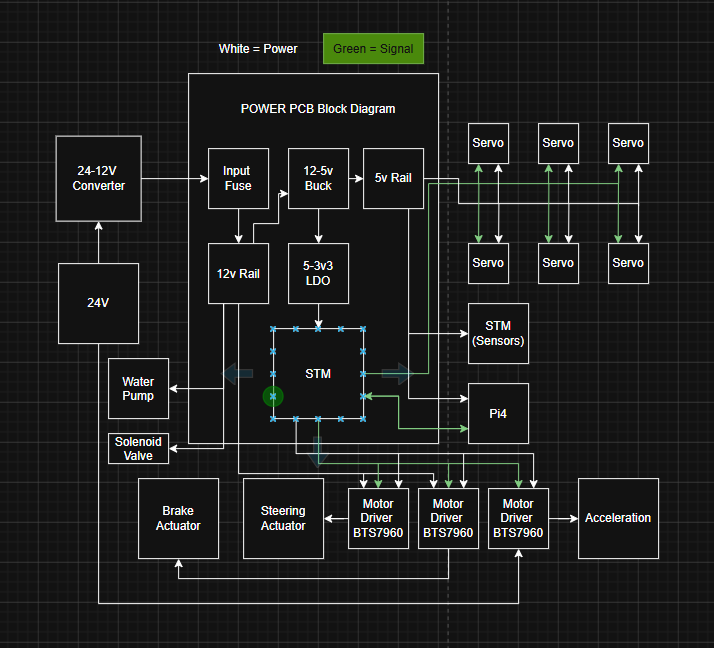 White = Power
Green = Signal
POWER PCB Block Diagram
24-12V
Converter
Input
Fuse
12-5v
Buck
5v Rail
Servo
Servo
Servo
24V
12v Rail
5-3v3
LDO
Servo
Servo
Servo
STM
STM
(Sensors)
Water
Pump
Pi4
Solenoid
Valve
Brake
Actuator
Steering
Actuator
Motor
Driver
BTS7960
Motor
Driver
BTS7960
Motor
Driver
BTS7960
Acceleration